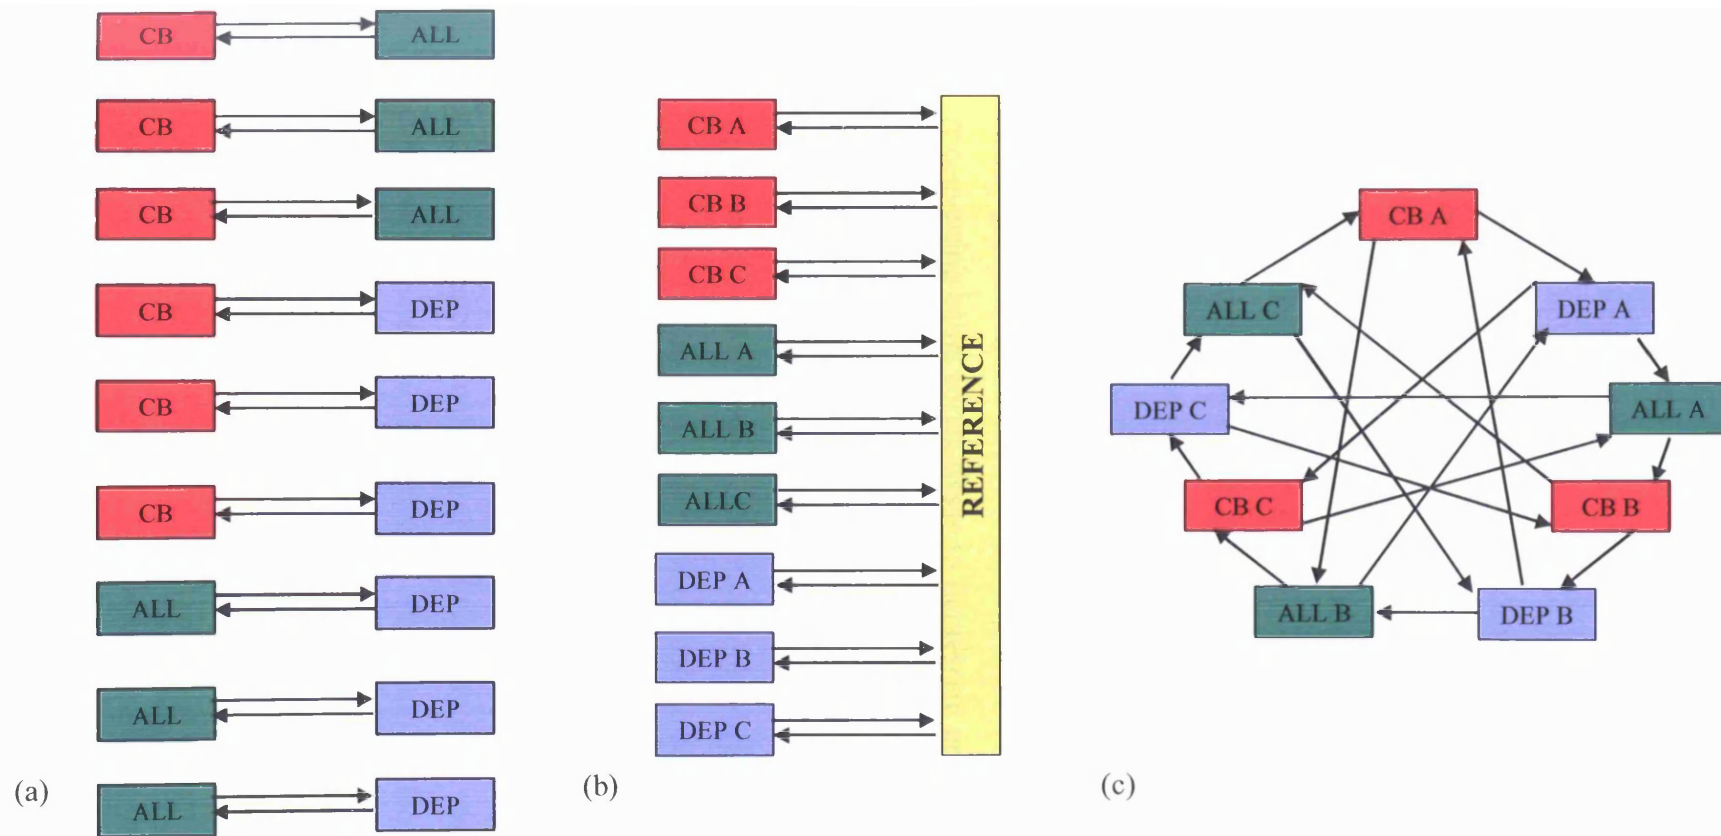 CB ALL
CB ALL
CB ALL
CB DEP
CB DEP
CB DEP
ALL DEP
ALL DEP
ALL DEP
(a)
CB A
CB B
CB C
ALL A
ALL B
ALLC
DEP A
DEP B
DEP C
REFERENCE
(b)
CB A
ALL C DEP A
DEP C ALL A
CB C CB B
ALL B DEP B
(c)